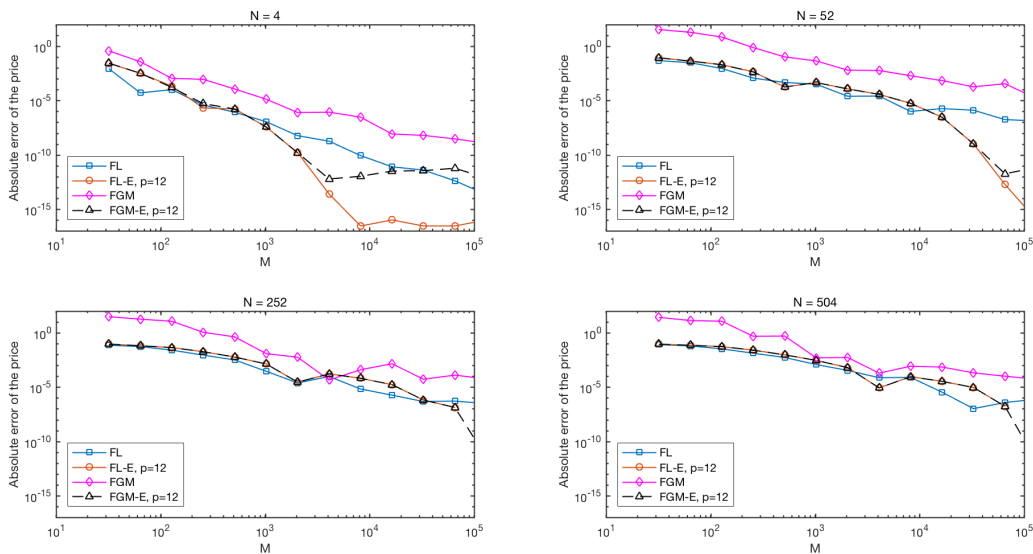 N = 4
Absolute error of the price
10^0
10^-5
10^-10
10^-15
FL
FL-E, p=12
FGM
FGM-E, p=12
10^1 10^2 10^3 10^4 10^5
M
N = 52
Absolute error of the price
10^0
10^-5
10^-10
10^-15
FL
FL-E, p=12
FGM
FGM-E, p=12
10^1 10^2 10^3 10^4 10^5
M
N = 252
Absolute error of the price
10^0
10^-5
10^-10
10^-15
FL
FL-E, p=12
FGM
FGM-E, p=12
10^1 10^2 10^3 10^4 10^5
M
N = 504
Absolute error of the price
10^0
10^-5
10^-10
10^-15
FL
FL-E, p=12
FGM
FGM-E, p=12
10^1 10^2 10^3 10^4 10^5
M